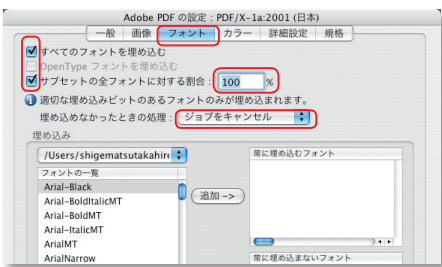 Adobe PDF の設定：PDF/X-1a:2001 (日本)
一般 画像 フォント カラー 詳細設定 規格
すべてのフォントを埋め込む
OpenType フォントを埋め込む
サブセットの全フォントに対する割合： 100 %
適切な埋め込みビットのあるフォントのみが埋め込まれます。
埋め込めなかったときの処理： ジョブをキャンセル
埋め込み
/Users/shigematsutakahir
常に埋め込むフォント
フォントの一覧
Arial-Black
Arial-BoldItalicMT
Arial-BoldMT
Arial-ItalicMT
ArialMT
ArialNarrow
追加 ->
常に埋め込まないフォント